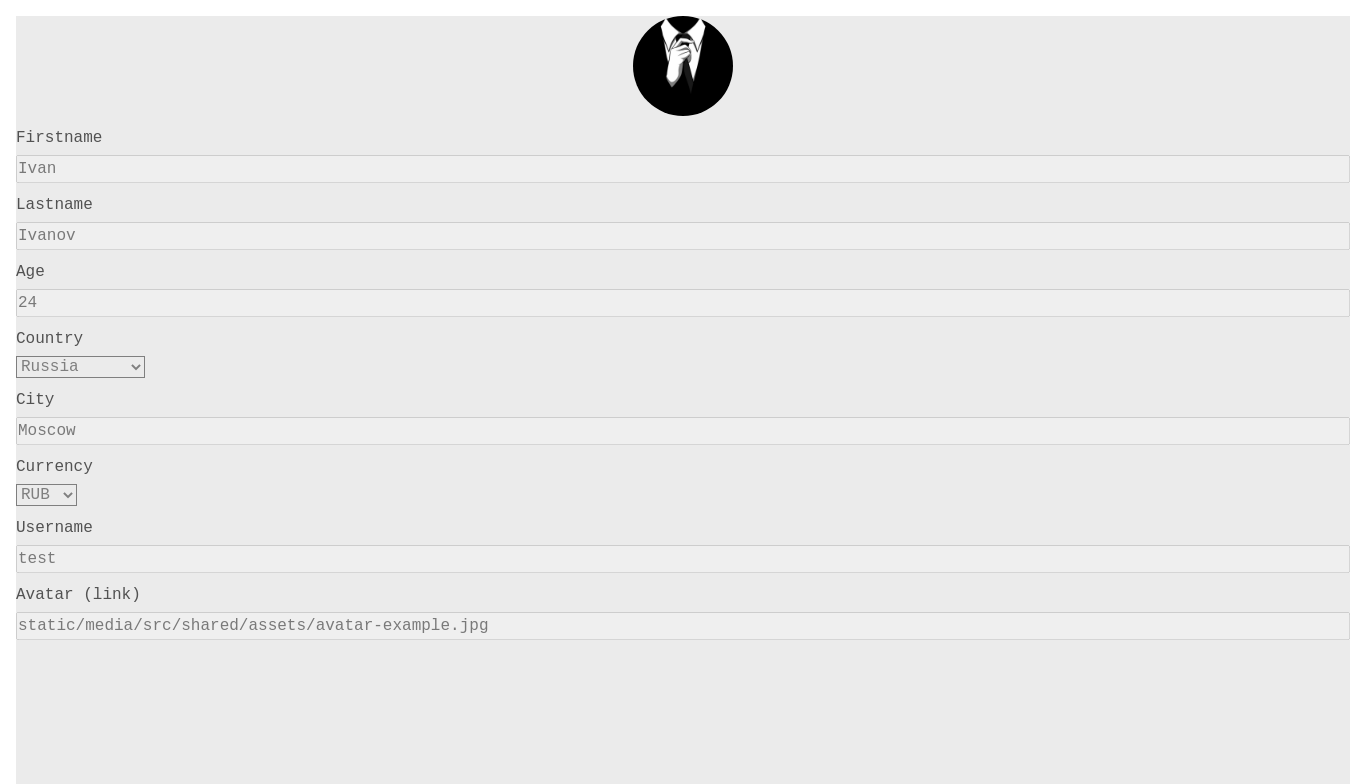 Firstname
Ivan
Lastname
Ivanov
Age
24
Country
Russia
City
Moscow
Currency
RUB
Username
test
Avatar (link)
static/media/src/shared/assets/avatar-example.jpg